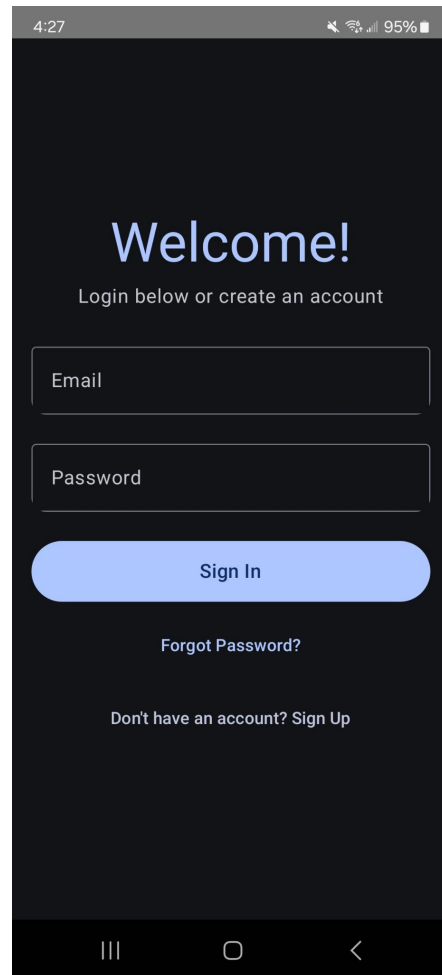 4:27 95%
Welcome!
Login below or create an account
Email
Password
Sign In
Forgot Password?
Don't have an account? Sign Up